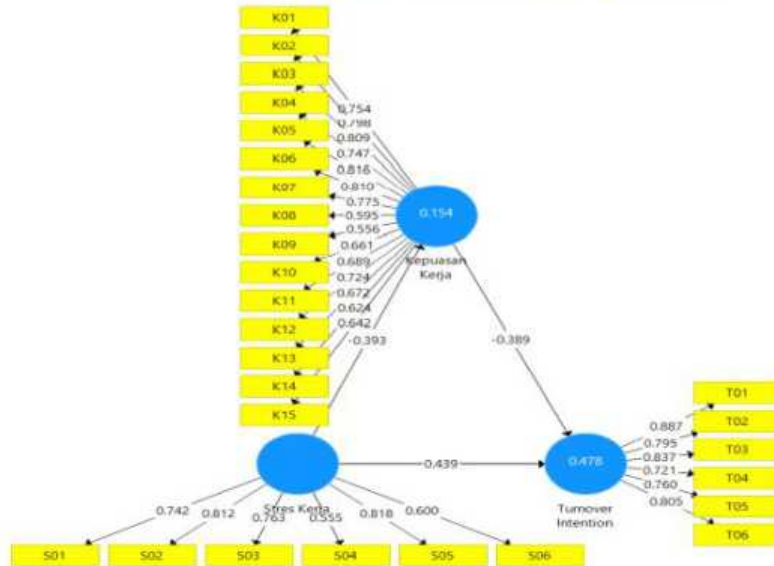 K01
K02
K03
K04
K05
K06
K07
K08
K09
K10
K11
K12
K13
K14
K15
0.754
0.798
0.809
0.747
0.816
0.810
0.775
0.595
0.556
0.661
0.689
0.724
0.672
0.624
0.642
-0.393
0.154
Kepuasan
Kerja
-0.389
0.439
0.478
Turnover
Intention
0.887
0.795
0.837
0.721
0.760
0.805
T01
T02
T03
T04
T05
T06
Stres Kerja
0.742
0.812
0.763
0.555
0.818
0.600
S01
S02
S03
S04
S05
S06